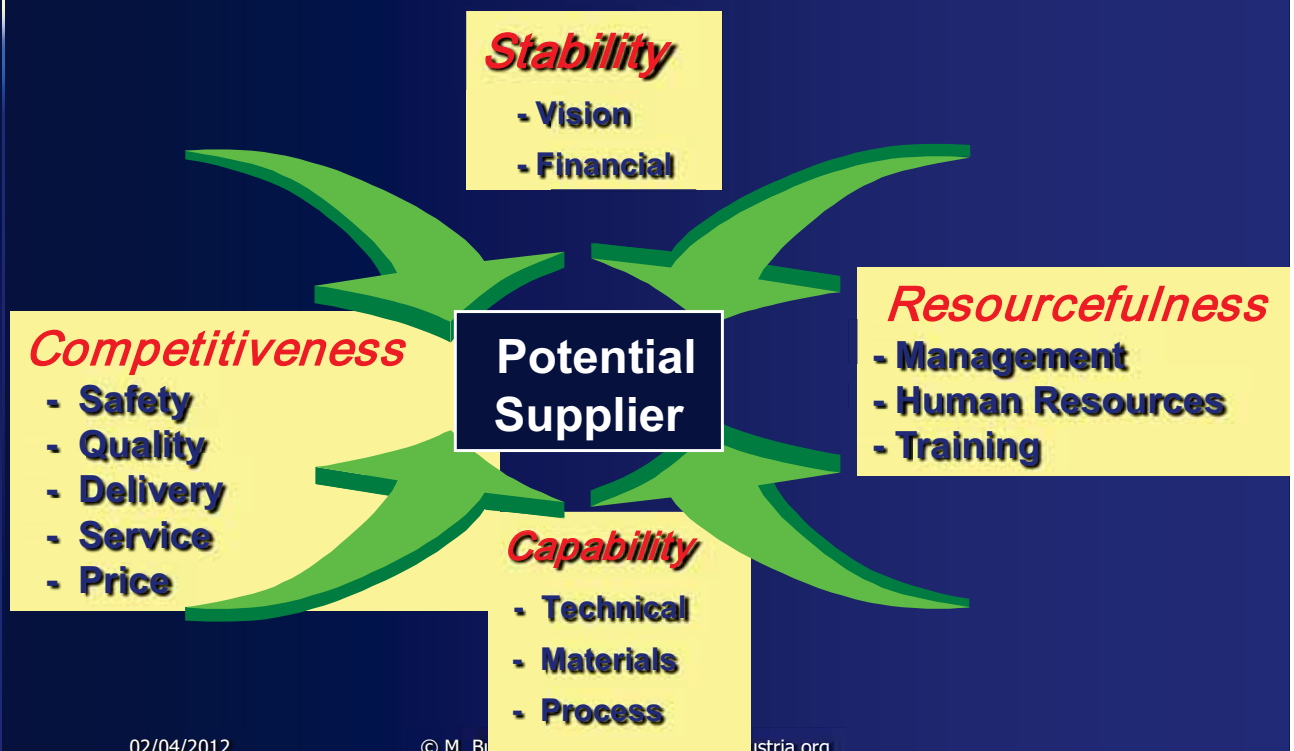 Stability
- Vision
- Financial
Competitiveness
- Safety
- Quality
- Delivery
- Service
- Price
Potential
Supplier
Resourcefulness
- Management
- Human Resources
- Training
Capability
- Technical
- Materials
- Process
02/04/2012
© M.